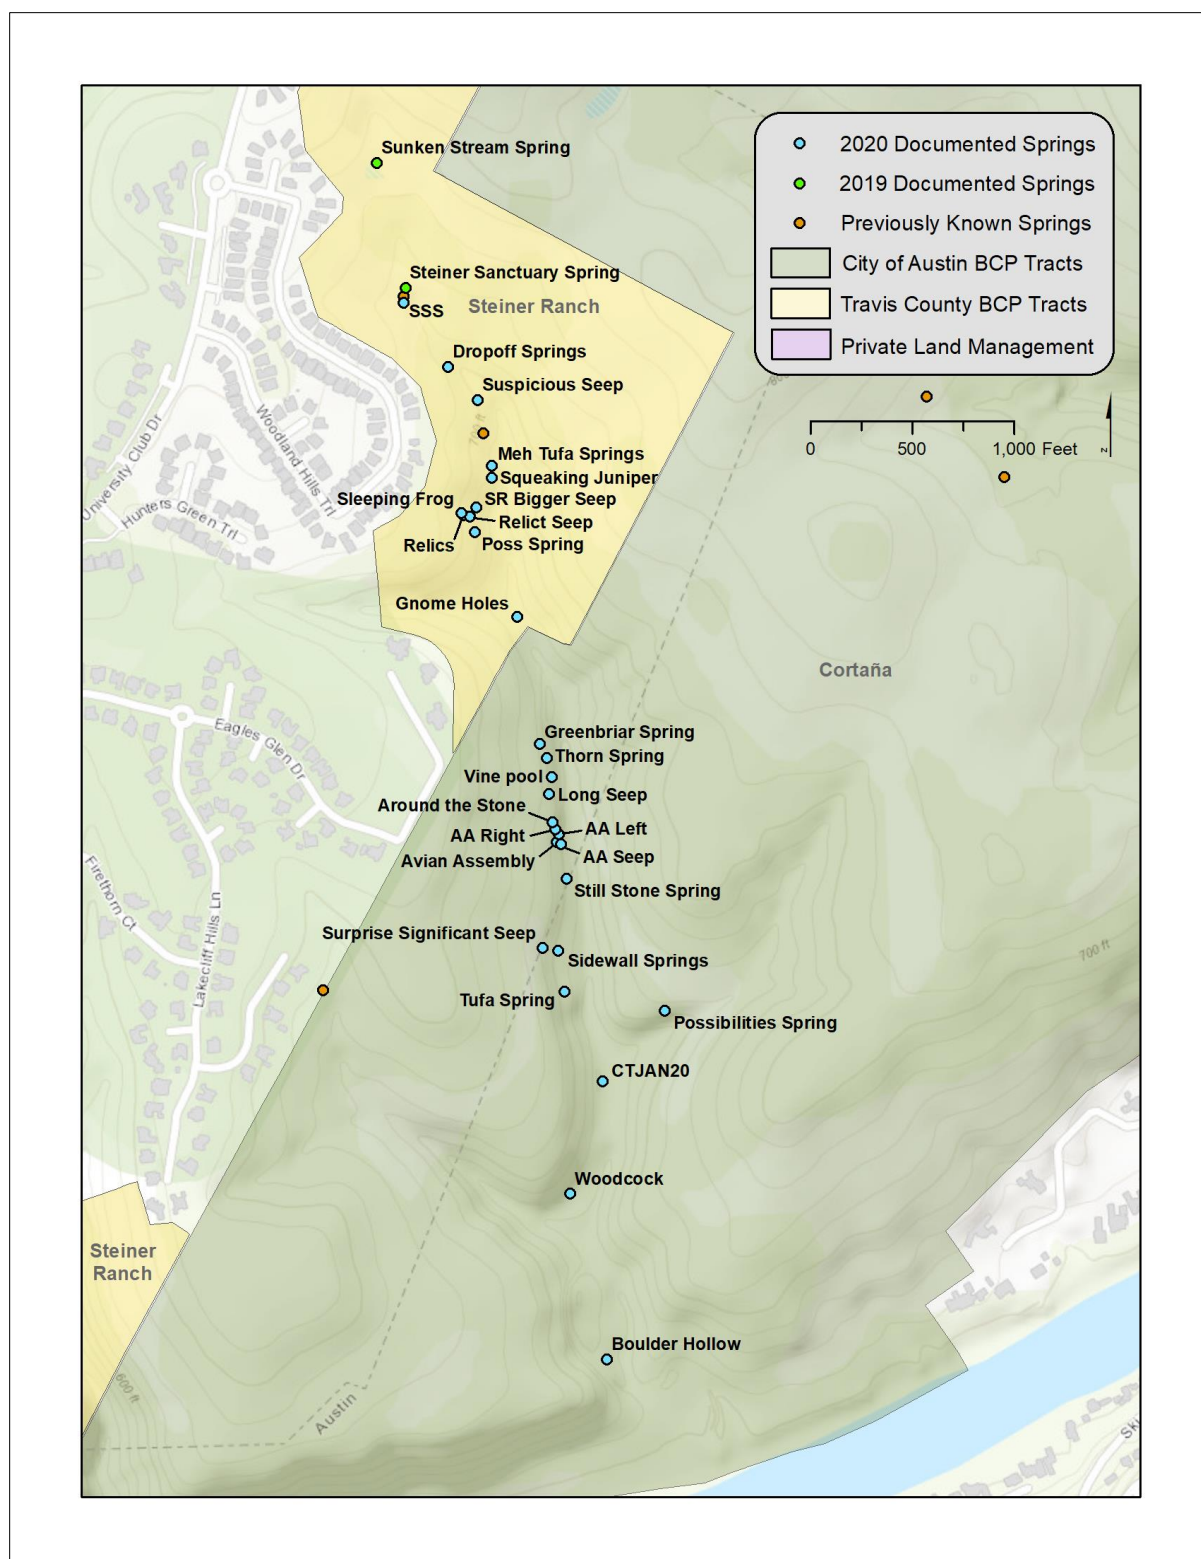 Sunken Stream Spring
2020 Documented Springs
2019 Documented Springs
Previously Known Springs
City of Austin BCP Tracts
Travis County BCP Tracts
Private Land Management
Steiner Sanctuary Spring
SSS
Steiner Ranch
Dropoff Springs
Suspicious Seep
700 ft
0
500
1,000 Feet
z
University Club Dr
Woodland Hills Trl
Hunters Green Trl
Meh Tufa Springs
Squeaking Juniper
Sleeping Frog
SR Bigger Seep
Relict Seep
Relics
Poss Spring
Gnome Holes
Cortaña
Eagles Glen Dr
Greenbriar Spring
Thorn Spring
Vine pool
Long Seep
Around the Stone
AA Right
AA Left
Avian Assembly
AA Seep
Still Stone Spring
Firethorn Ct
Lakecliff Hills Ln
Surprise Significant Seep
Sidewall Springs
700 ft
Tufa Spring
Possibilities Spring
CTJAN20
Woodcock
Steiner
Ranch
Boulder Hollow
600 ft
Austin
Ski